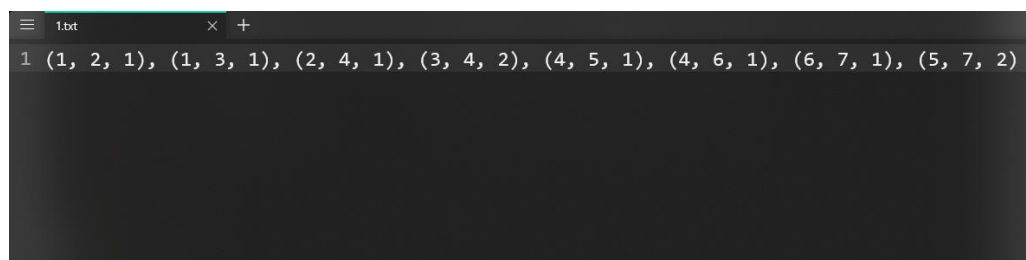 1.txt
1 (1, 2, 1), (1, 3, 1), (2, 4, 1), (3, 4, 2), (4, 5, 1), (4, 6, 1), (6, 7, 1), (5, 7, 2)